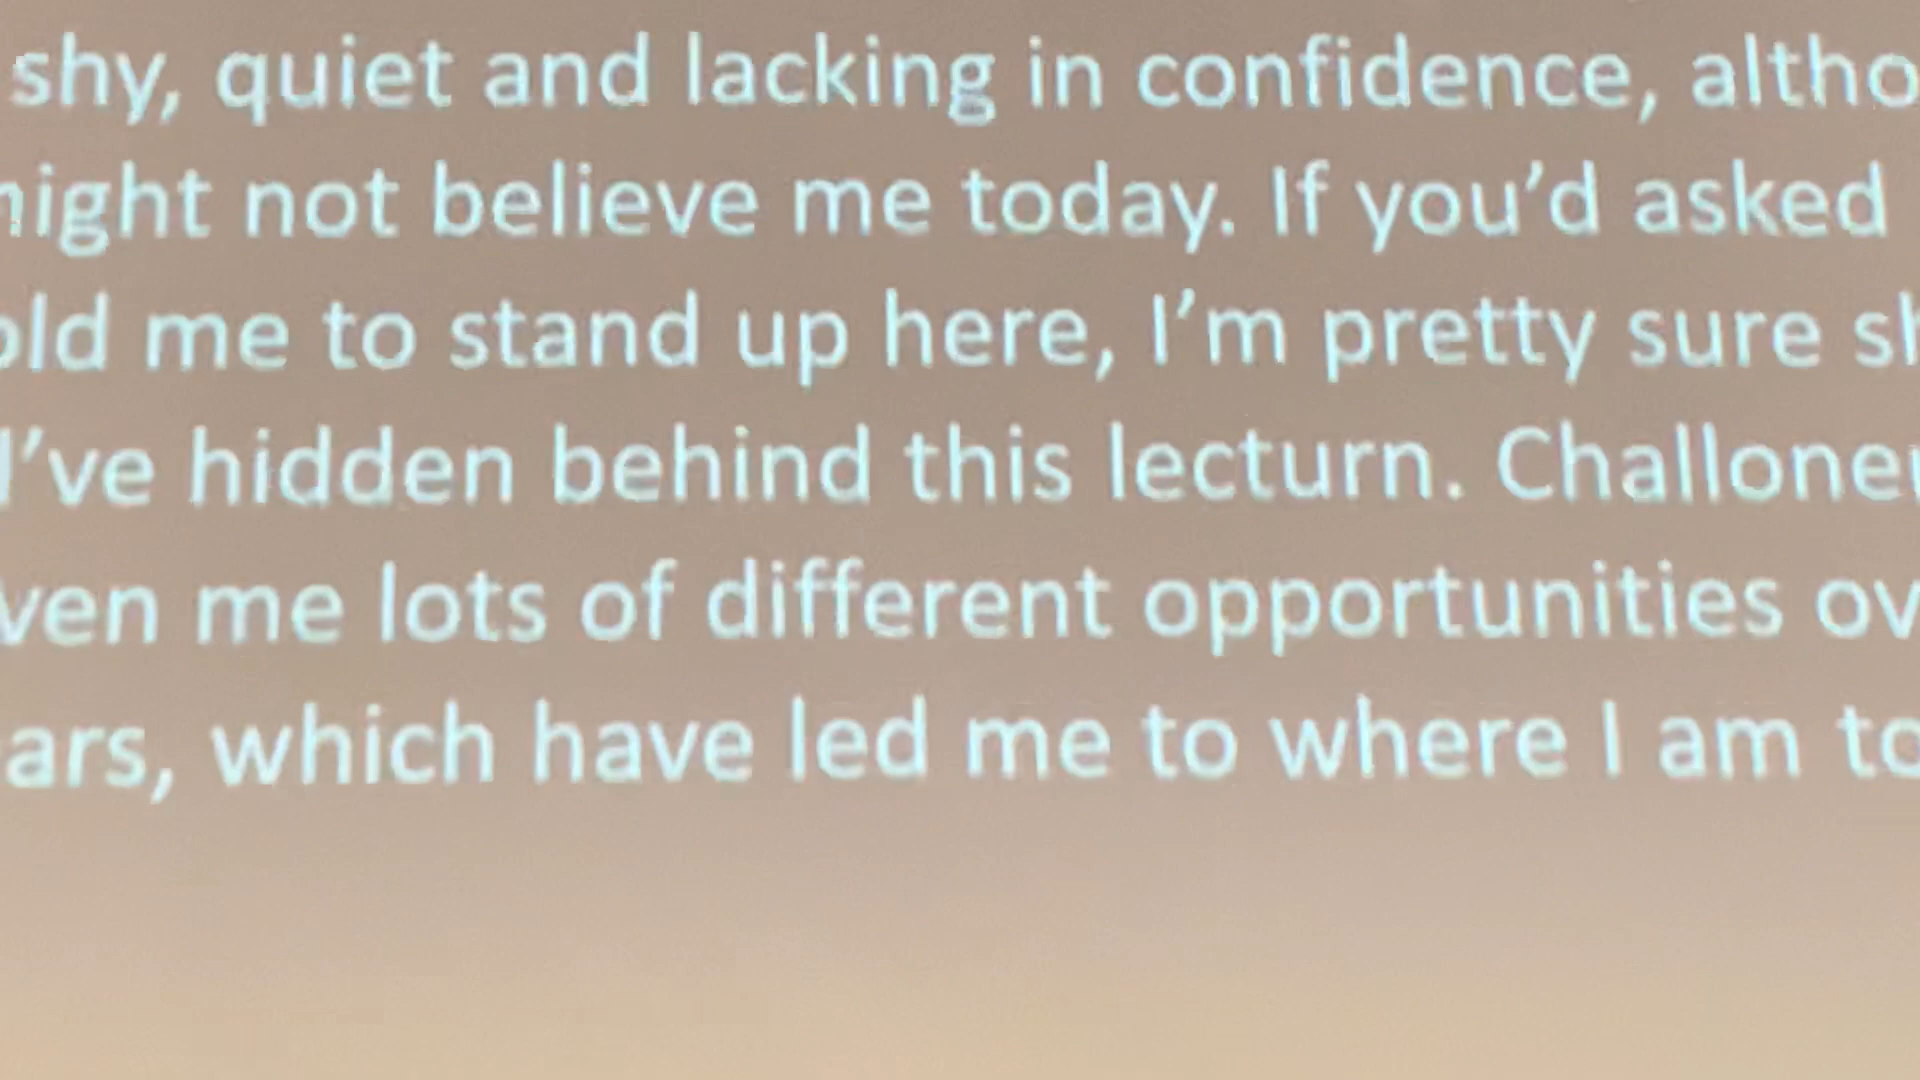 shy, quiet and lacking in confidence, altho
night not believe me today. If you'd asked
old me to stand up here, I'm pretty sure sh
I've hidden behind this lecturn. Challoner
ven me lots of different opportunities ov
ars, which have led me to where I am to